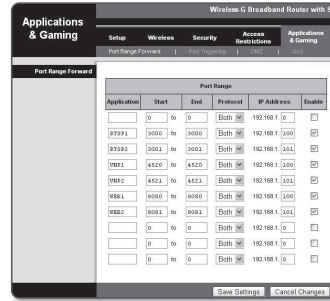 Wireless-G Broadband Router with S
Applications
& Gaming
Setup Wireless Security Access Restrictions Applications & Gaming
Port Range Forward | Port Triggering | DMZ | QoS
Port Range Forward
Port Range
Application Start End Protocol IP Address Enable
0 to 0 Both 192.168.1. 0
RTSP1 3000 to 3000 Both 192.168.1. 100
RTSP2 3001 to 3001 Both 192.168.1. 101
VNP1 4520 to 4520 Both 192.168.1. 100
VNP2 4521 to 4521 Both 192.168.1. 101
WEB1 8080 to 8080 Both 192.168.1. 100
WEB2 8081 to 8081 Both 192.168.1. 101
0 to 0 Both 192.168.1. 0
0 to 0 Both 192.168.1. 0
0 to 0 Both 192.168.1. 0
Save Settings Cancel Changes